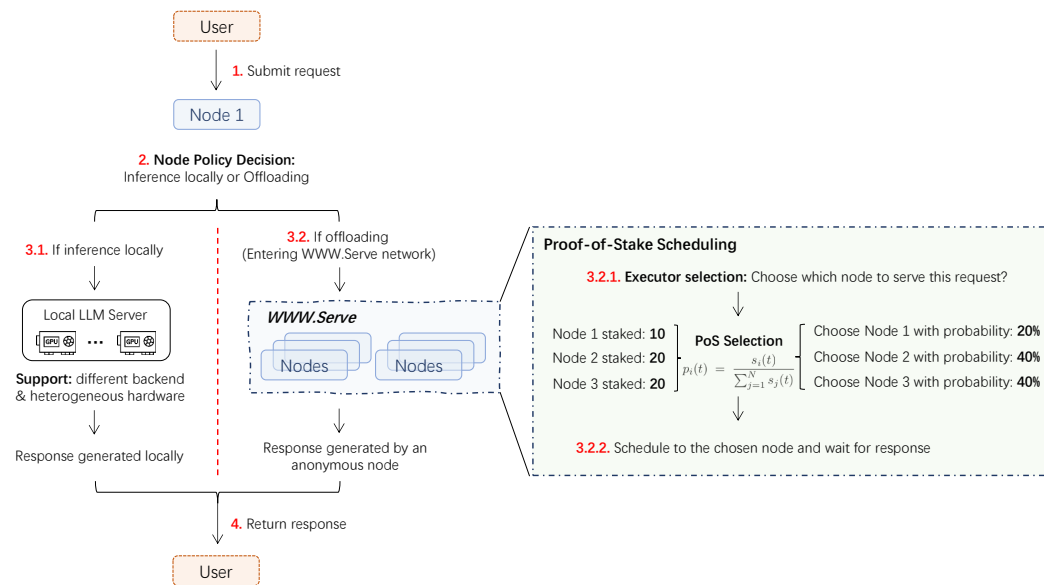 User
1. Submit request
Node 1
2. Node Policy Decision:
Inference locally or Offloading
3.1. If inference locally
Local LLM Server
GPU ... GPU
Support: different backend
& heterogeneous hardware
Response generated locally
3.2. If offloading
(Entering WWW.Serve network)
WWW.Serve
Nodes Nodes
Response generated by an
anonymous node
Proof-of-Stake Scheduling
3.2.1. Executor selection: Choose which node to serve this request?
Node 1 staked: 10
Node 2 staked: 20
Node 3 staked: 20
PoS Selection
p_i(t) = s_i(t) / ∑_{j=1}^{N} s_j(t)
Choose Node 1 with probability: 20%
Choose Node 2 with probability: 40%
Choose Node 3 with probability: 40%
3.2.2. Schedule to the chosen node and wait for response
4. Return response
User